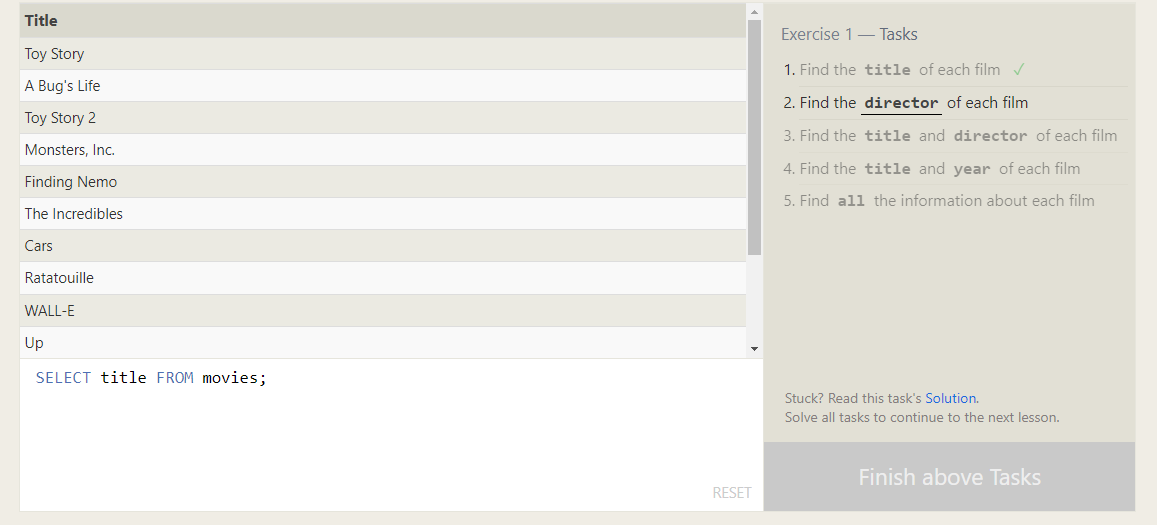 Title
Toy Story
A Bug's Life
Toy Story 2
Monsters, Inc.
Finding Nemo
The Incredibles
Cars
Ratatouille
WALL-E
Up
SELECT title FROM movies;
RESET
Exercise 1 — Tasks
1. Find the title of each film ✓
2. Find the director of each film
3. Find the title and director of each film
4. Find the title and year of each film
5. Find all the information about each film
Stuck? Read this task's Solution.
Solve all tasks to continue to the next lesson.
Finish above Tasks